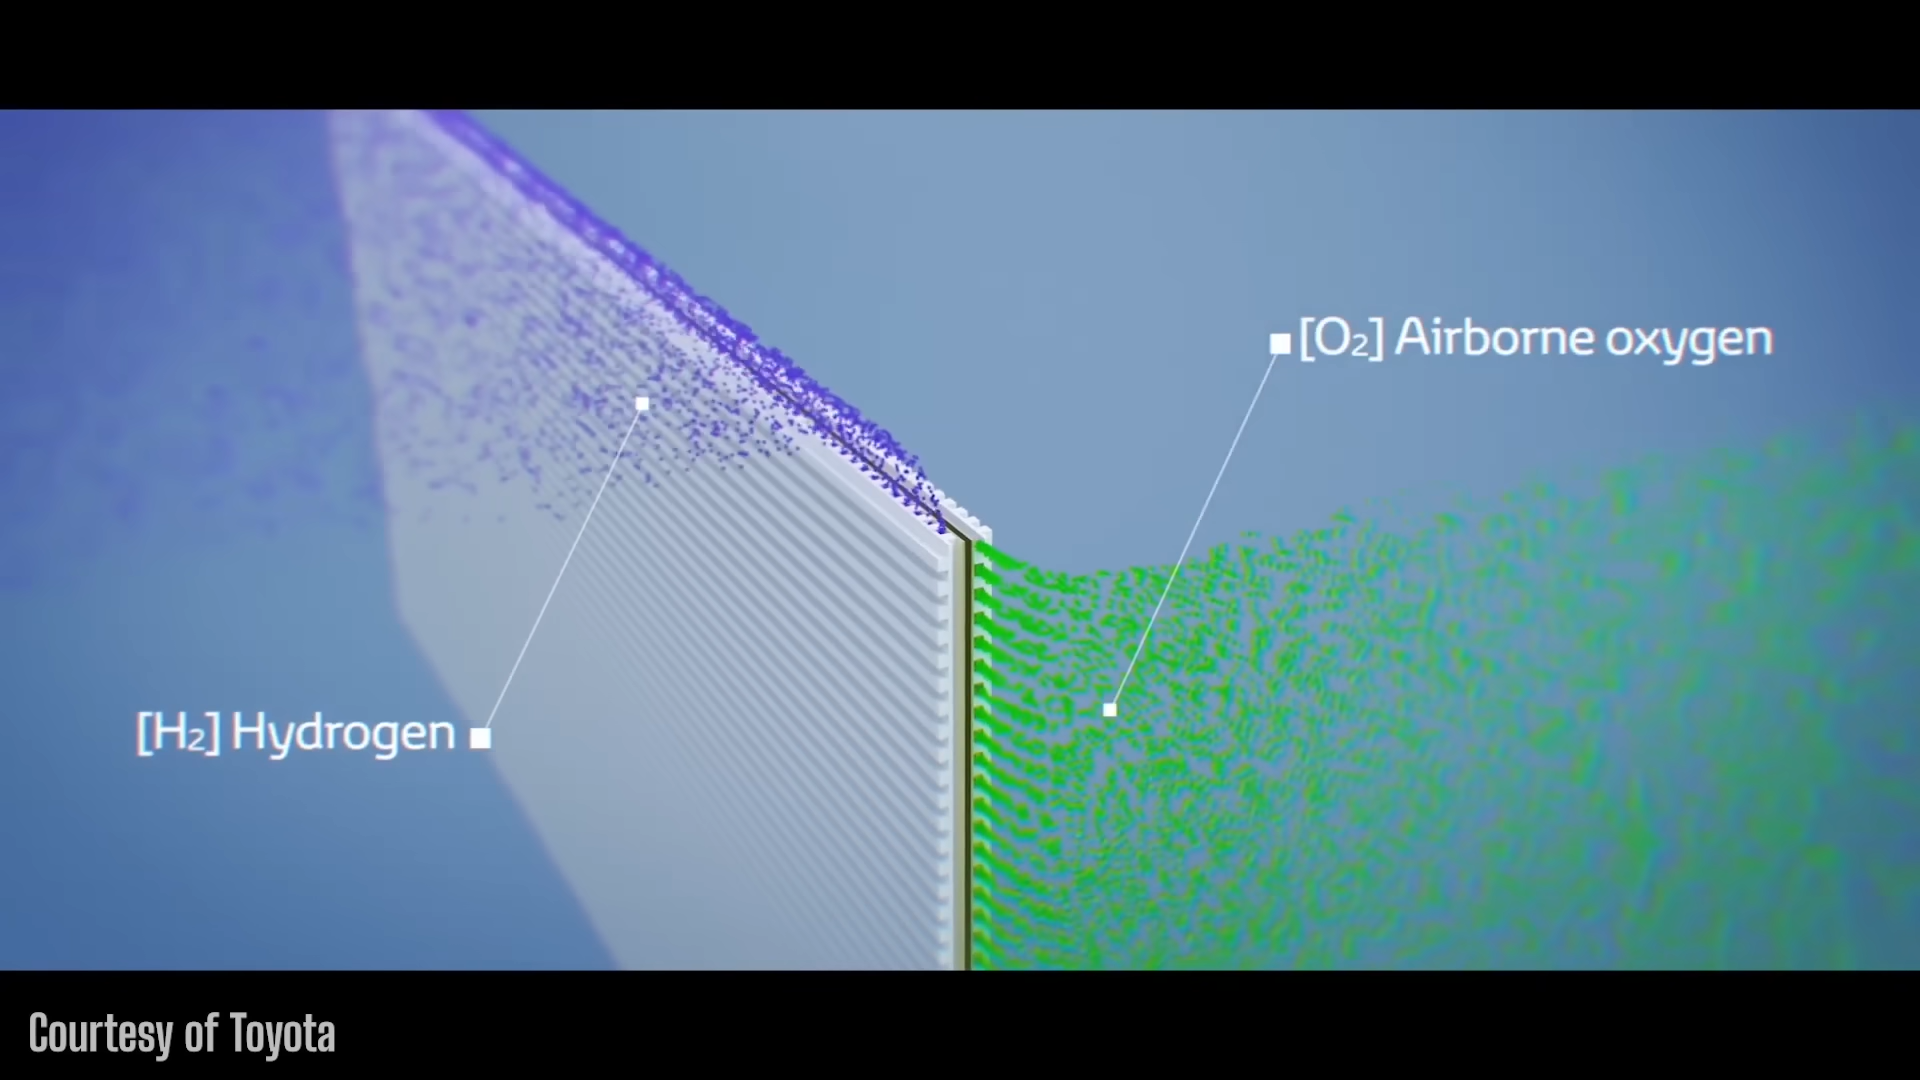 [O₂] Airborne oxygen
[H₂] Hydrogen
Courtesy of Toyota